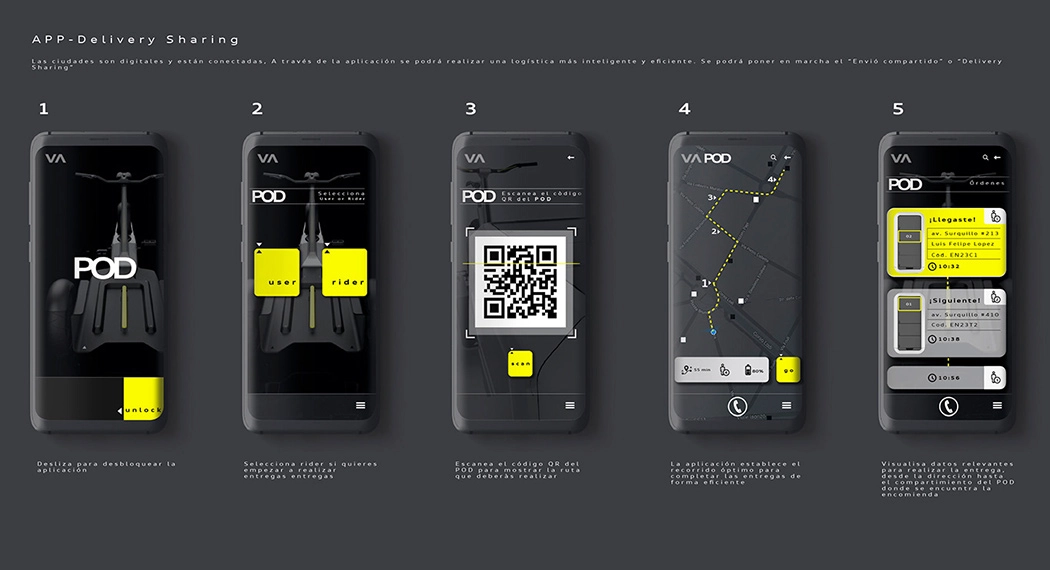 APP-Delivery Sharing
Las ciudades son digitales y están conectadas, A través de la aplicación se podrá realizar una logística más inteligente y eficiente. Se podrá poner en marcha el "Envió compartido" o "Delivery
Sharing"
1
2
3
4
5
VA
POD
unlock
VA
POD
Selecciona
User or Rider
user
rider
VA
POD
Escanea el código
QR del POD
scan
VA POD
4
3
2
1
55 min
80%
go
VA
POD
Órdenes
¡Llegaste!
01
av. Surquillo #213
Luis Felipe Lopez
Cod. EN23C1
10:32
¡Siguiente!
01
av. Surquillo #410
Cod. EN23T2
10:38
10:56
Desliza para desbloquear la
aplicación
Selecciona rider si quieres
empezar a realizar
entregas entregas
Escanea el código QR del
POD para mostrar la ruta
que deberás realizar
La aplicación establece el
recorrido óptimo para
completar las entregas de
forma eficiente
Visualisa datos relevantes
para realizar la entrega,
desde la dirección hasta
el compartimiento del POD
donde se encuentra la
encomienda